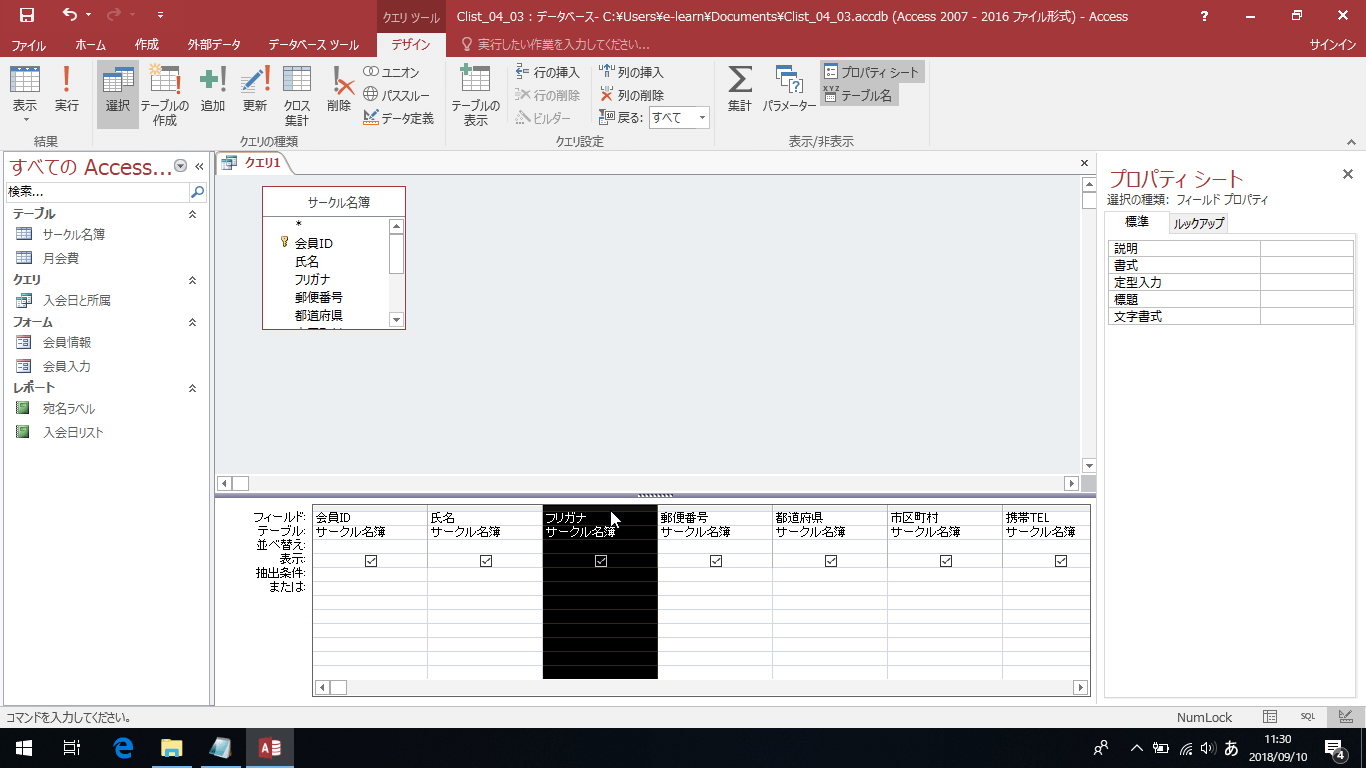 クエリ ツール
Clist_04_03 : データベース- C:¥Users¥e-learn¥Documents¥Clist_04_03.accdb (Access 2007 - 2016 ファイル形式) - Access
?
ファイル
ホーム
作成
外部データ
データベース ツール
デザイン
実行したい作業を入力してください...
サインイン
表示
実行
選択
テーブルの
作成
追加
更新
クロス
集計
削除
ユニオン
パススルー
データ定義
テーブルの
表示
行の挿入
行の削除
ビルダー
列の挿入
列の削除
戻る:
すべて
集計
パラメーター
プロパティ シート
テーブル名
結果
クエリの種類
クエリ設定
表示/非表示
すべての Access...
検索...
テーブル
サークル名簿
月会費
クエリ
入会日と所属
フォーム
会員情報
会員入力
レポート
宛名ラベル
入会日リスト
クエリ1
サークル名簿
*
会員ID
氏名
フリガナ
郵便番号
都道府県
プロパティ シート
選択の種類: フィールド プロパティ
標準
ルックアップ
説明
書式
定型入力
標題
文字書式
フィールド: 会員ID 氏名 フリガナ 郵便番号 都道府県 市区町村 携帯TEL
テーブル: サークル名簿 サークル名簿 サークル名簿 サークル名簿 サークル名簿 サークル名簿 サークル名簿
並べ替え:
表示:
抽出条件:
または:
コマンドを入力してください。
NumLock
SQL
あ
11:30
2018/09/10
4